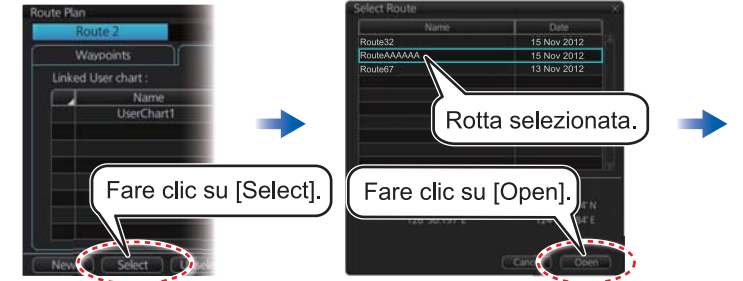 Route Plan
Route 2
Waypoints
Linked User chart :
Name
UserChart1
Fare clic su [Select].
New
Select
Select Route
Name
Date
Route32
15 Nov 2012
RouteAAAAAA
15 Nov 2012
Route67
13 Nov 2012
Rotta selezionata.
Fare clic su [Open].
Open